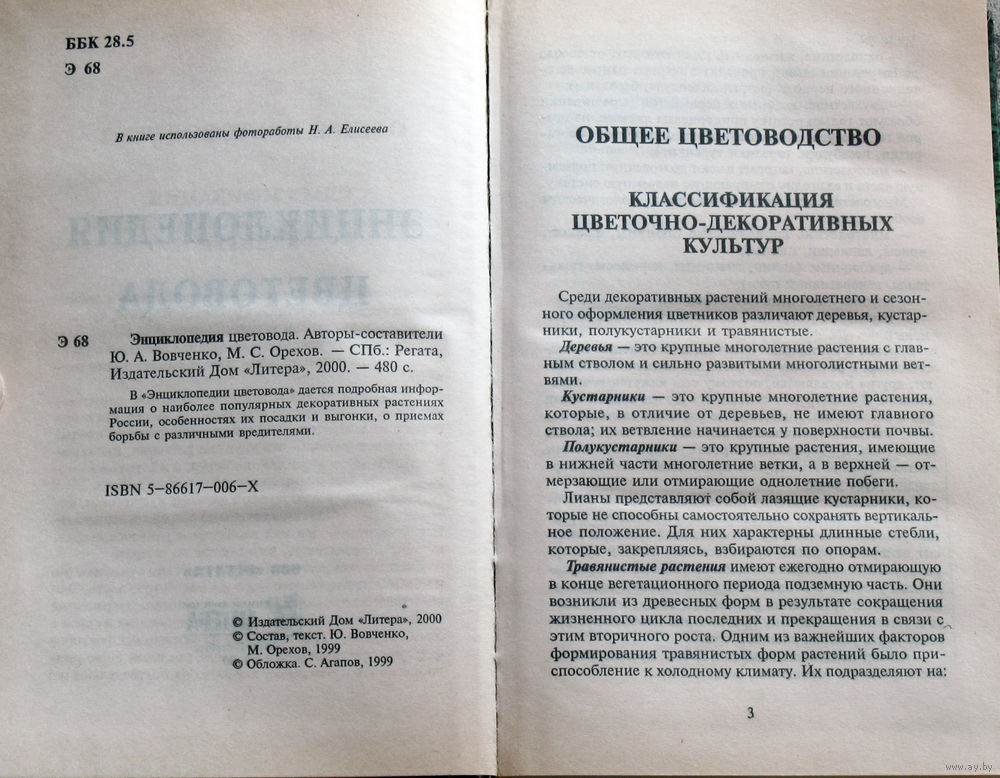 ББК 28.5
Э 68
В книге использованы фотоработы Н. А. Елисеева
Э 68
Энциклопедия цветовода. Авторы-составители
Ю. А. Вовченко, М. С. Орехов. — СПб.: Регата,
Издательский Дом «Литера», 2000. — 480 с.
В «Энциклопедии цветовода» дается подробная инфор-
мация о наиболее популярных декоративных растениях
России, особенностях их посадки и выгонки, о приемах
борьбы с различными вредителями.
ISBN 5–86617–006–X
© Издательский Дом «Литера», 2000
© Состав, текст. Ю. Вовченко,
М. Орехов, 1999
© Обложка. С. Агапов, 1999
ОБЩЕЕ ЦВЕТОВОДСТВО
КЛАССИФИКАЦИЯ
ЦВЕТОЧНО-ДЕКОРАТИВНЫХ
КУЛЬТУР
Среди декоративных растений многолетнего и сезон-
ного оформления цветников различают деревья, кустар-
ники, полукустарники и травянистые.
Деревья — это крупные многолетние растения с глав-
ным стволом и сильно развитыми многолистными вет-
вями.
Кустарники — это крупные многолетние растения,
которые, в отличие от деревьев, не имеют главного
ствола; их ветвление начинается у поверхности почвы.
Полукустарники — это крупные растения, имеющие
в нижней части многолетние ветки, а в верхней — от-
мерзающие или отмирающие однолетние побеги.
Лианы представляют собой лазящие кустарники, ко-
торые не способны самостоятельно сохранять вертикаль-
ное положение. Для них характерны длинные стебли,
которые, закрепляясь, взбираются по опорам.
Травянистые растения имеют ежегодно отмирающую
в конце вегетационного периода подземную часть. Они
возникли из древесных форм в результате сокращения
жизненного цикла последних и прекращения в связи с
этим вторичного роста. Одним из важнейших факторов
формирования травянистых форм растений было при-
способление к холодному климату. Их подразделяют на:
3
www.ay.by